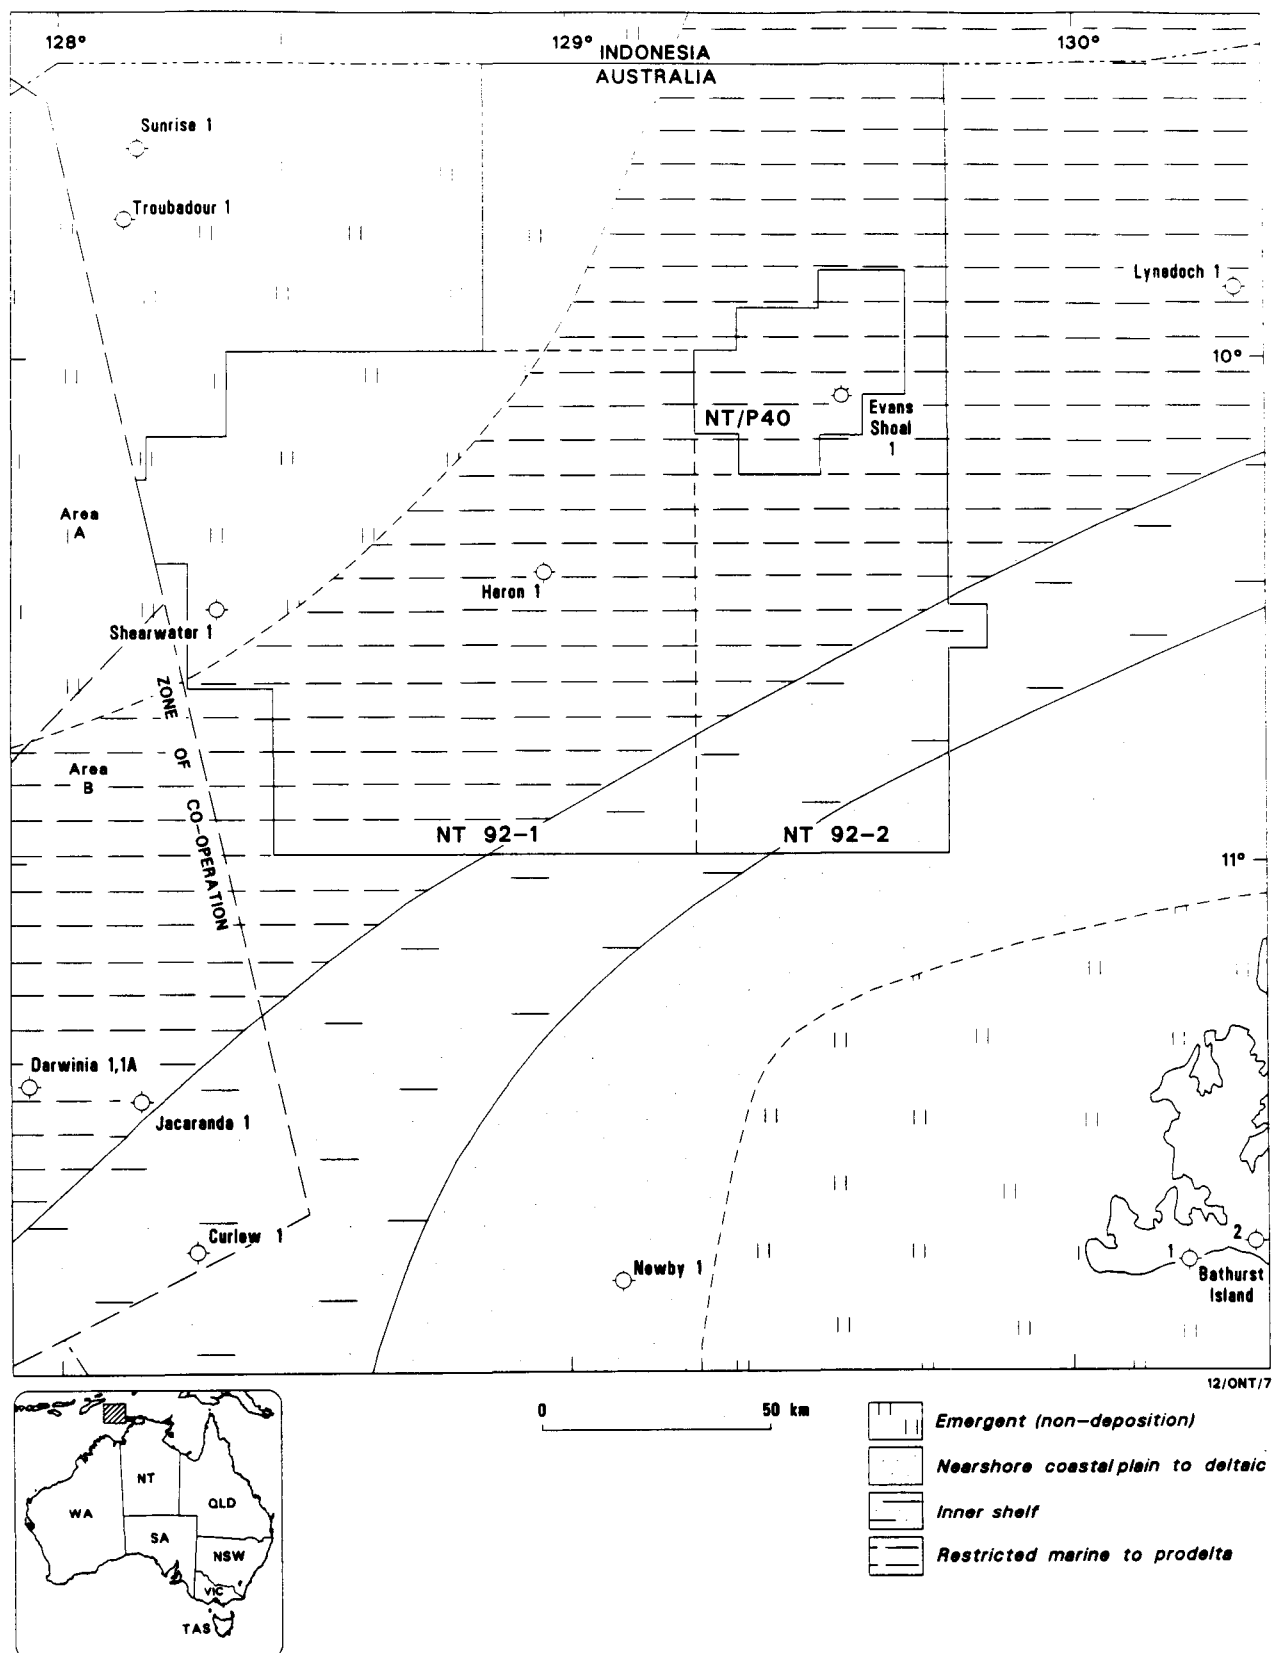 128°
129°
130°
INDONESIA
AUSTRALIA
Sunrise 1
Troubadour 1
Lynedoch 1
10°
NT/P40
Evans
Shoal
1
Area
A
Heron 1
Shearwater 1
ZONE OF CO-OPERATION
Area
B
NT 92-1
NT 92-2
11°
Darwinia 1,1A
Jacaranda 1
Curlew 1
Newby 1
2
1
Bathurst
Island
12/ONT/7
0 50 km
Emergent (non-deposition)
Nearshore coastal plain to deltaic
Inner shelf
Restricted marine to prodelta
NT
WA
QLD
SA
NSW
VIC
TAS